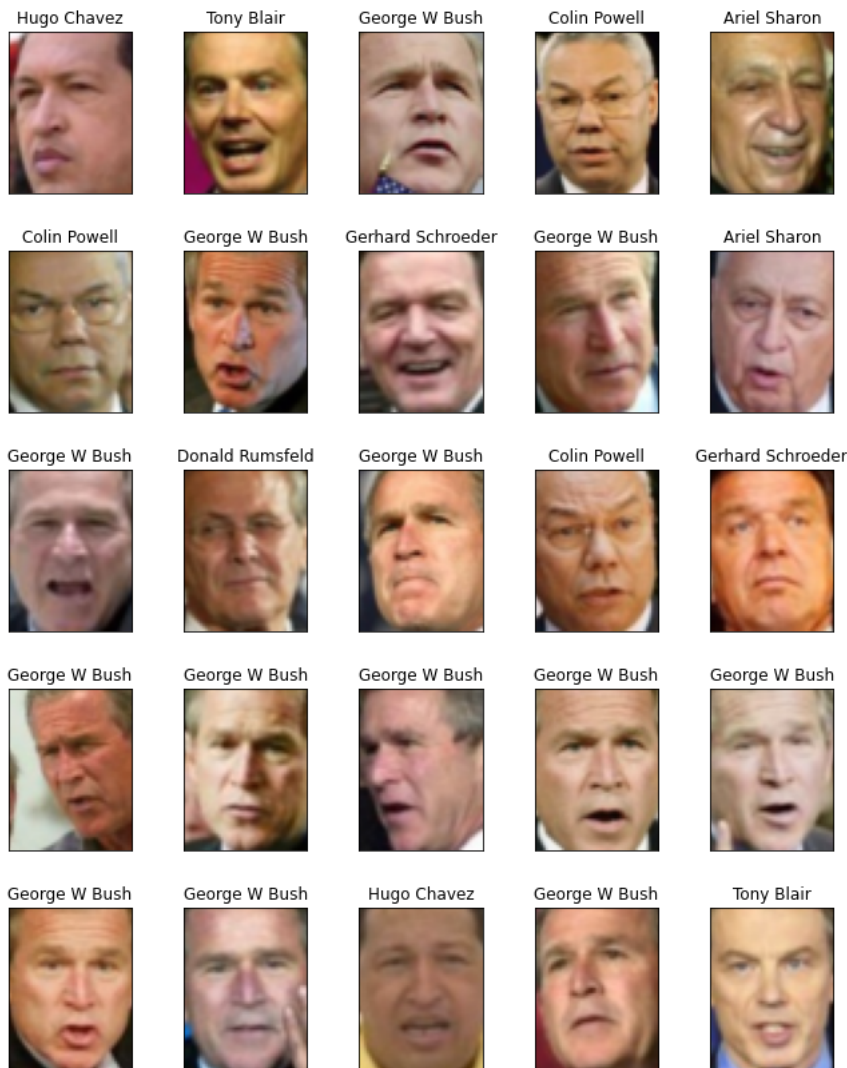 Hugo Chavez Tony Blair George W Bush Colin Powell Ariel Sharon
Colin Powell George W Bush Gerhard Schroeder George W Bush Ariel Sharon
George W Bush Donald Rumsfeld George W Bush Colin Powell Gerhard Schroeder
George W Bush George W Bush George W Bush George W Bush George W Bush
George W Bush George W Bush Hugo Chavez George W Bush Tony Blair